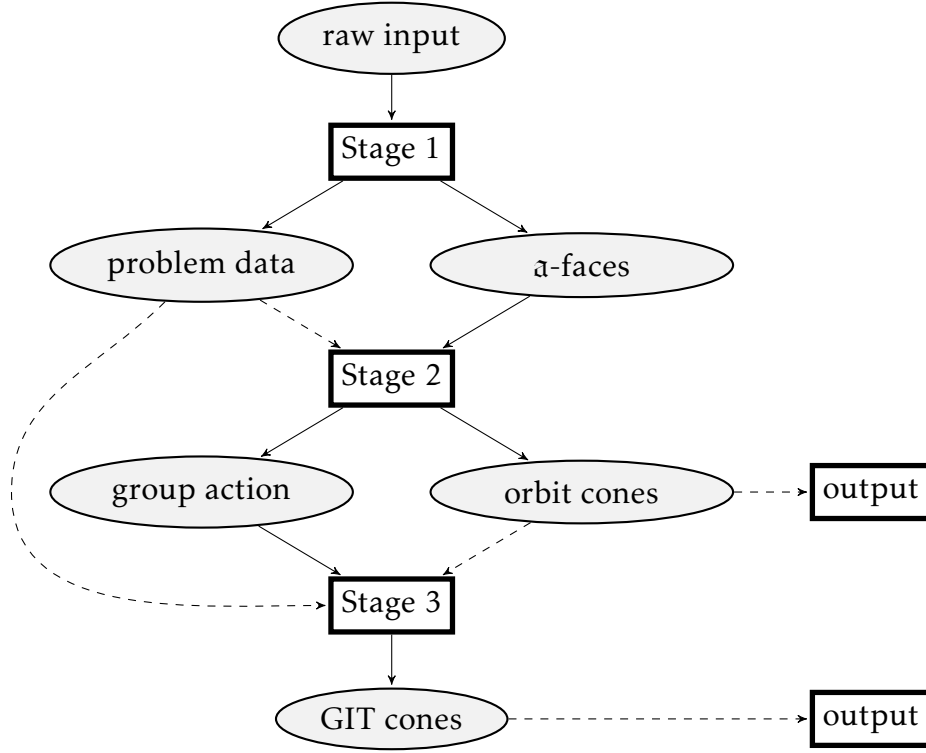 raw input
Stage 1
problem data
𝔞-faces
Stage 2
group action
orbit cones
output
Stage 3
GIT cones
output